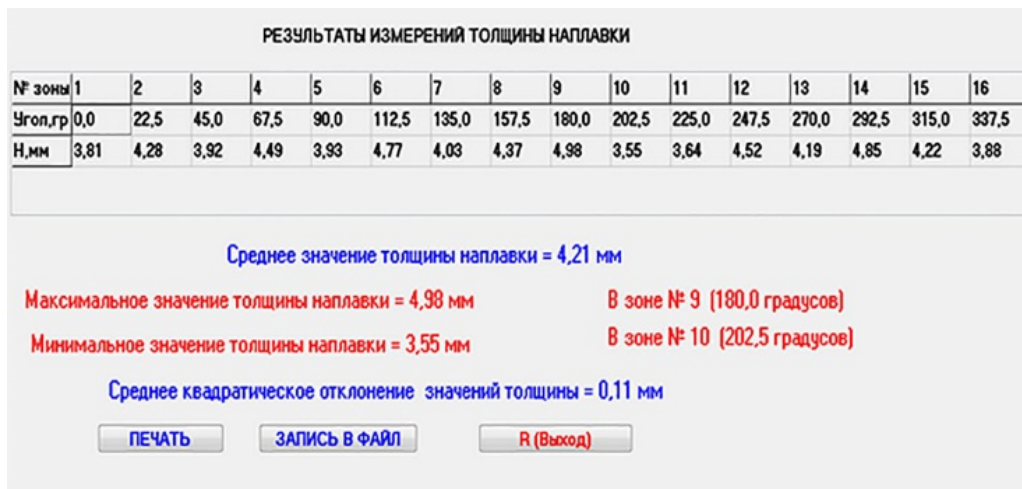 РЕЗУЛЬТАТЫ ИЗМЕРЕНИЙ ТОЛЩИНЫ НАПЛАВКИ
№ зоны 1 2 3 4 5 6 7 8 9 10 11 12 13 14 15 16
Угол,гр 0,0 22,5 45,0 67,5 90,0 112,5 135,0 157,5 180,0 202,5 225,0 247,5 270,0 292,5 315,0 337,5
Н,мм 3,81 4,28 3,92 4,49 3,93 4,77 4,03 4,37 4,98 3,55 3,64 4,52 4,19 4,85 4,22 3,88
Среднее значение толщины наплавки = 4,21 мм
Максимальное значение толщины наплавки = 4,98 мм В зоне № 9 (180,0 градусов)
Минимальное значение толщины наплавки = 3,55 мм В зоне № 10 (202,5 градусов)
Среднее квадратическое отклонение значений толщины = 0,11 мм
ПЕЧАТЬ ЗАПИСЬ В ФАЙЛ R (Выход)